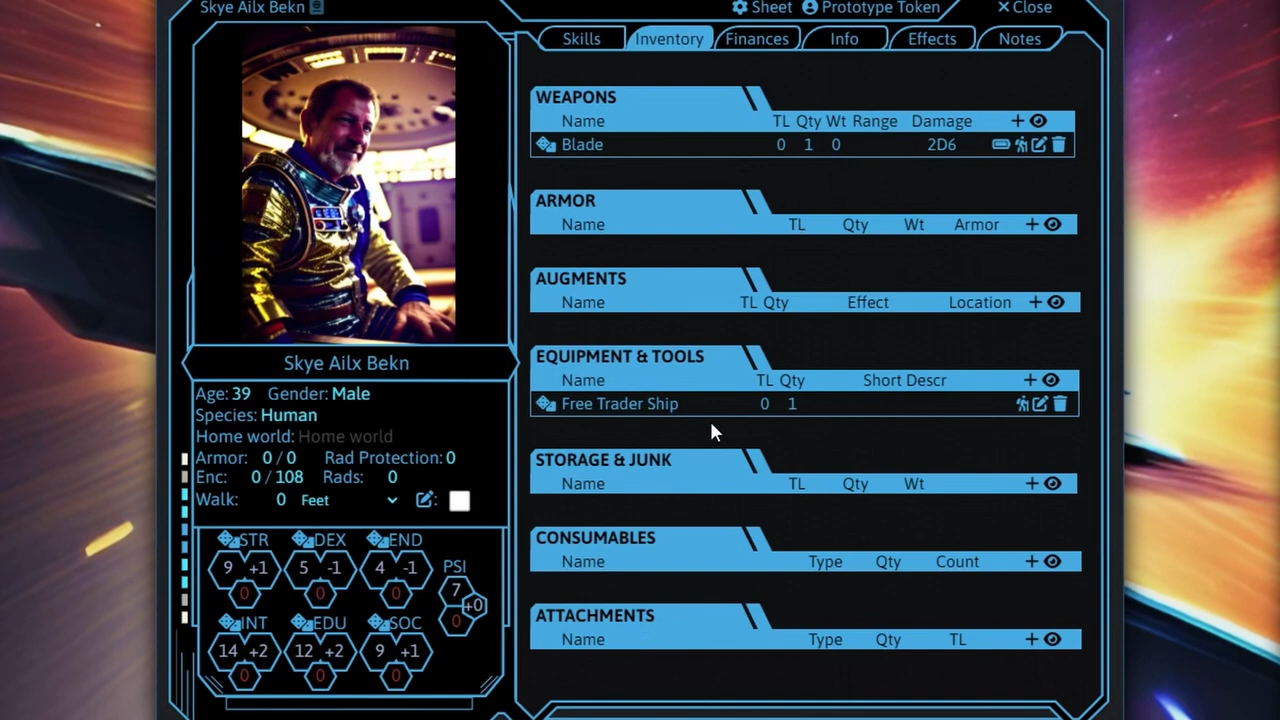 Skye Ailx Bekn
Sheet Prototype Token Close
Skills Inventory Finances Info Effects Notes
Skye Ailx Bekn
Age: 39 Gender: Male
Species: Human
Home world: Home world
Armor: 0 / 0 Rad Protection: 0
Enc: 0 / 108 Rads: 0
Walk: 0 Feet :
STR DEX END
9 +1 5 -1 4 -1 PSI
0 0 0 7 +0
0
INT EDU SOC
14 +2 12 +2 9 +1
0 0 0
WEAPONS
Name TL Qty Wt Range Damage
Blade 0 1 0 2D6
ARMOR
Name TL Qty Wt Armor
AUGMENTS
Name TL Qty Effect Location
EQUIPMENT & TOOLS
Name TL Qty Short Descr
Free Trader Ship 0 1
STORAGE & JUNK
Name TL Qty Wt
CONSUMABLES
Name Type Qty Count
ATTACHMENTS
Name Type Qty TL